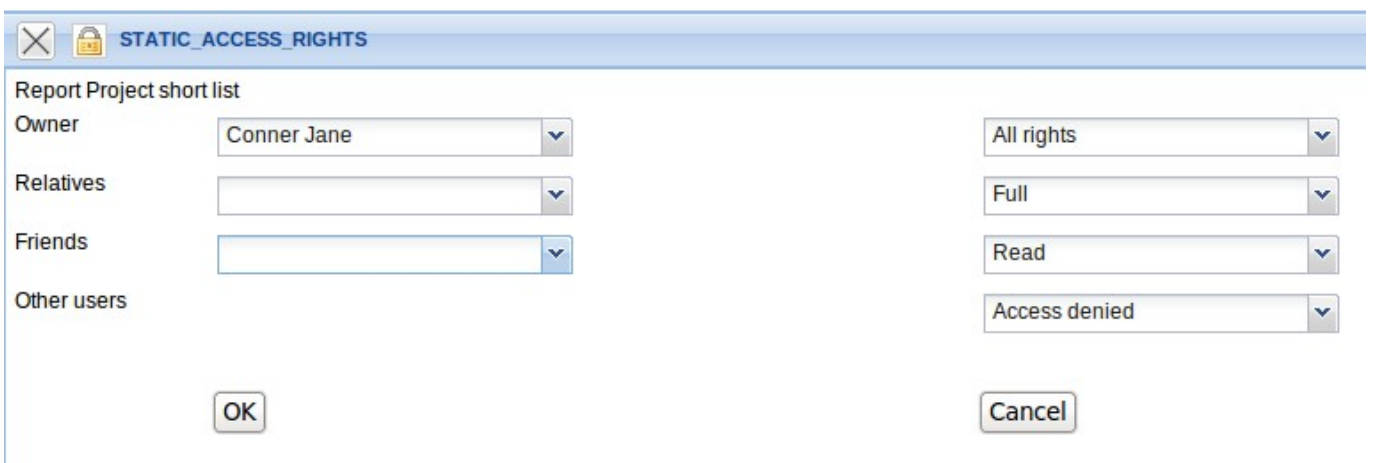 STATIC_ACCESS_RIGHTS
Report Project short list
Owner Conner Jane All rights
Relatives Full
Friends Read
Other users Access denied
OK Cancel